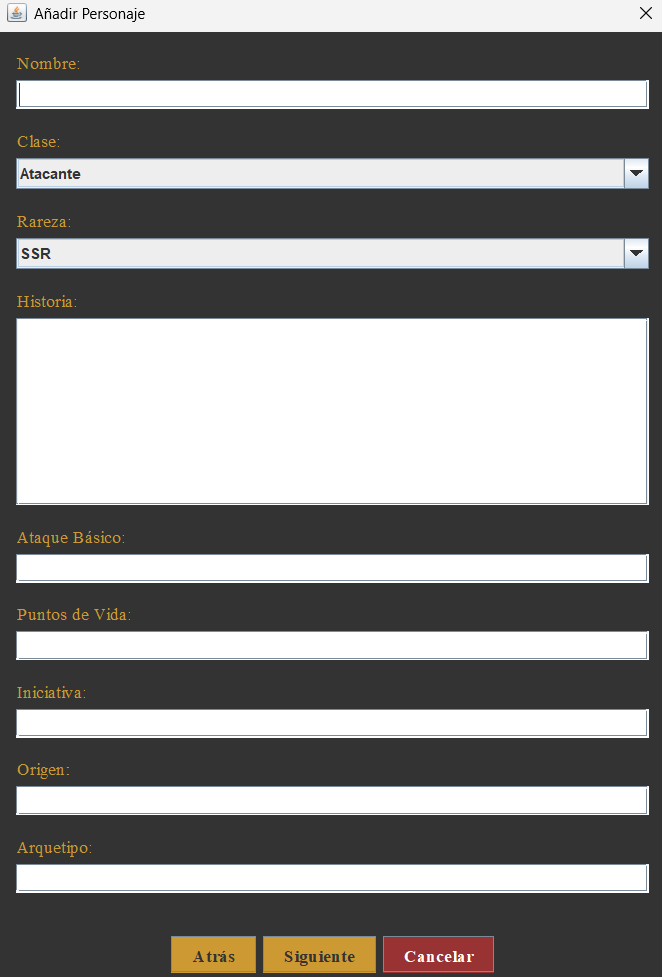 Añadir Personaje
Nombre:
Clase:
Atacante
Rareza:
SSR
Historia:
Ataque Básico:
Puntos de Vida:
Iniciativa:
Origen:
Arquetipo:
Atrás Siguiente Cancelar